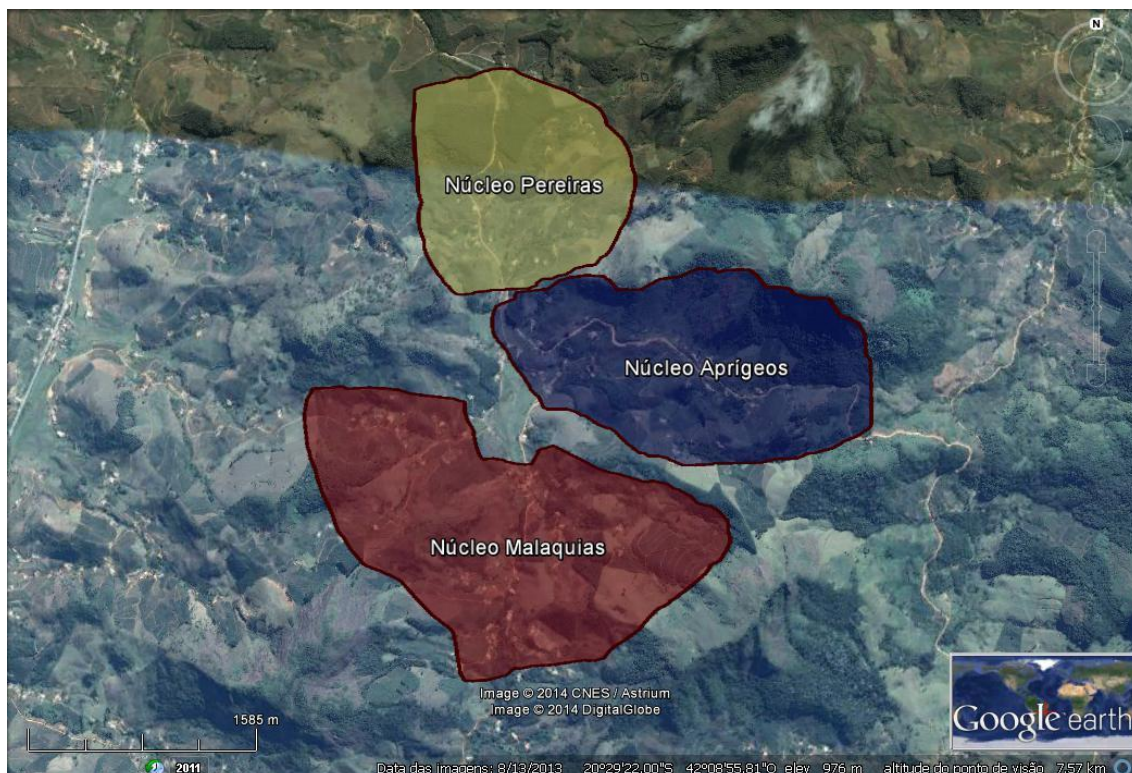 N
Núcleo Pereiras
Núcleo Aprígeos
Núcleo Malaquias
Image © 2014 CNES / Astrium
Image © 2014 DigitalGlobe
1585 m
Google earth
2011
Data das imagens: 8/13/2013 20°29'22.00"S 42°08'55.81"O elev 976 m altitude do ponto de visão 7.57 km